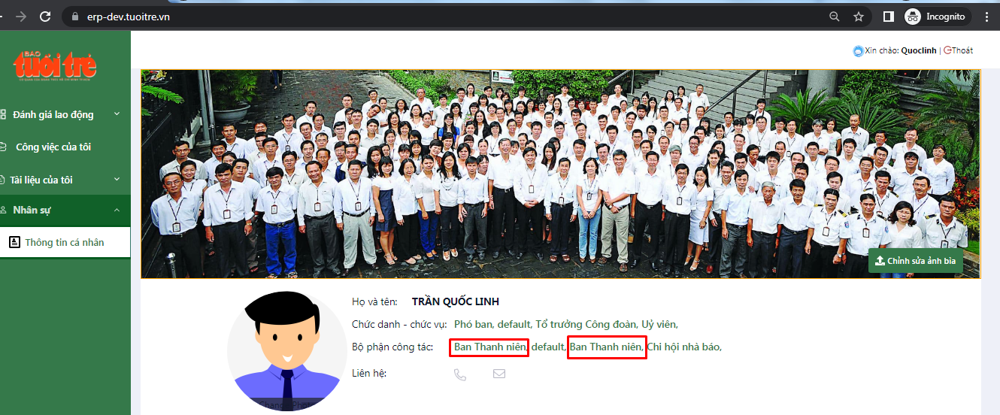 erp-dev.tuoitre.vn
Incognito
BÁO
tuổi trẻ
Xin chào: Quoclinh | Thoát
Đánh giá lao động
Công việc của tôi
Tài liệu của tôi
Nhân sự
Thông tin cá nhân
Chỉnh sửa ảnh bìa
Họ và tên: TRẦN QUỐC LINH
Chức danh - chức vụ: Phó ban, default, Tổ trưởng Công đoàn, Uỷ viên,
Bộ phận công tác: Ban Thanh niên, default, Ban Thanh niên, Chi hội nhà báo,
Liên hệ:
Change Photo